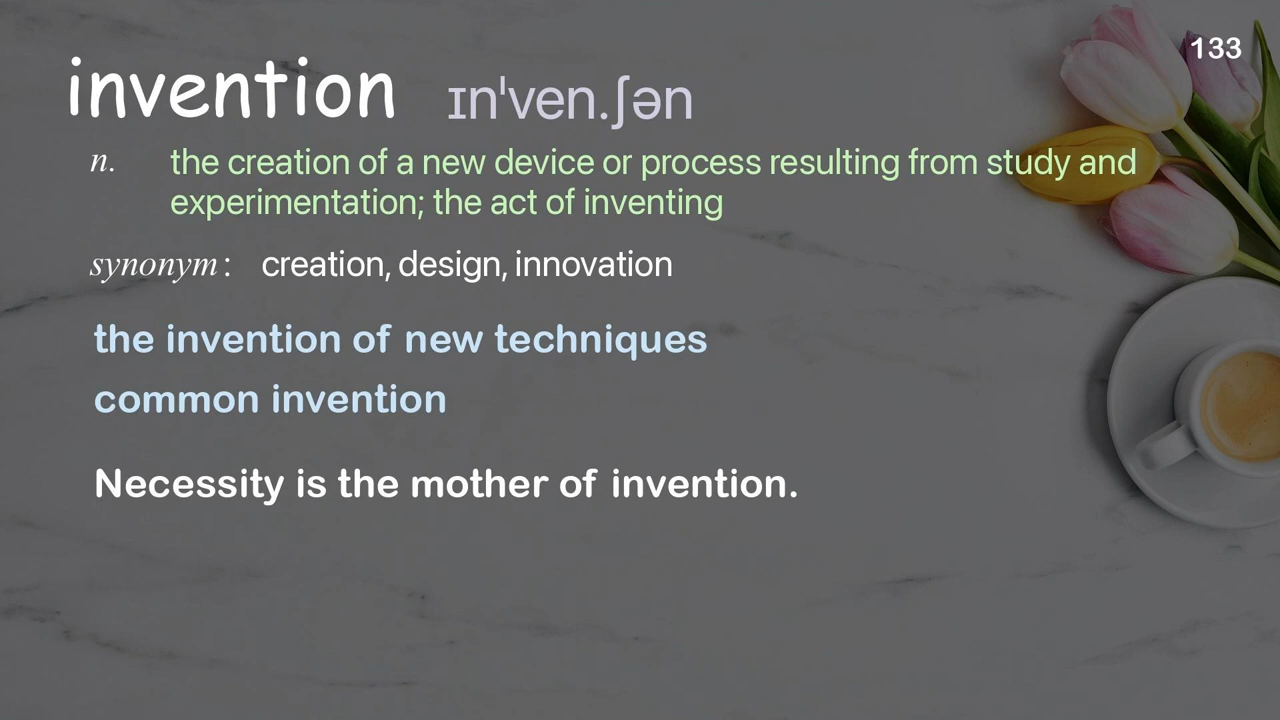 133
invention ɪnˈven.ʃən
n. the creation of a new device or process resulting from study and
experimentation; the act of inventing
synonym : creation, design, innovation
the invention of new techniques
common invention
Necessity is the mother of invention.